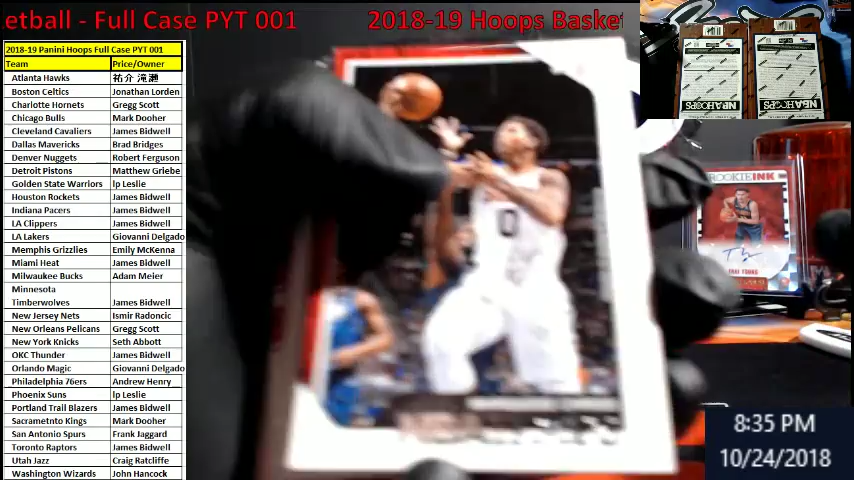 etball - Full Case PYT 001 2018-19 Hoops Baske
2018-19 Panini Hoops Full Case PYT 001
Team Price/Owner
Atlanta Hawks 祐介 滝瀬
Boston Celtics Jonathan Lorden
Charlotte Hornets Gregg Scott
Chicago Bulls Mark Dooher
Cleveland Cavaliers James Bidwell
Dallas Mavericks Brad Bridges
Denver Nuggets Robert Ferguson
Detroit Pistons Matthew Griebe
Golden State Warriors lp Leslie
Houston Rockets James Bidwell
Indiana Pacers James Bidwell
LA Clippers James Bidwell
LA Lakers Giovanni Delgado
Memphis Grizzlies Emily McKenna
Miami Heat James Bidwell
Milwaukee Bucks Adam Meier
Minnesota
Timberwolves James Bidwell
New Jersey Nets Ismir Radoncic
New Orleans Pelicans Gregg Scott
New York Knicks Seth Abbott
OKC Thunder James Bidwell
Orlando Magic Giovanni Delgado
Philadelphia 76ers Andrew Henry
Phoenix Suns lp Leslie
Portland Trail Blazers James Bidwell
Sacrametnto Kings Mark Dooher
San Antonio Spurs Frank Jaggard
Toronto Raptors James Bidwell
Utah Jazz Craig Ratcliffe
Washington Wizards John Hancock
NBA HOOPS
NBA HOOPS
ROOKIE INK
TRAE YOUNG
0
8:35 PM
10/24/2018